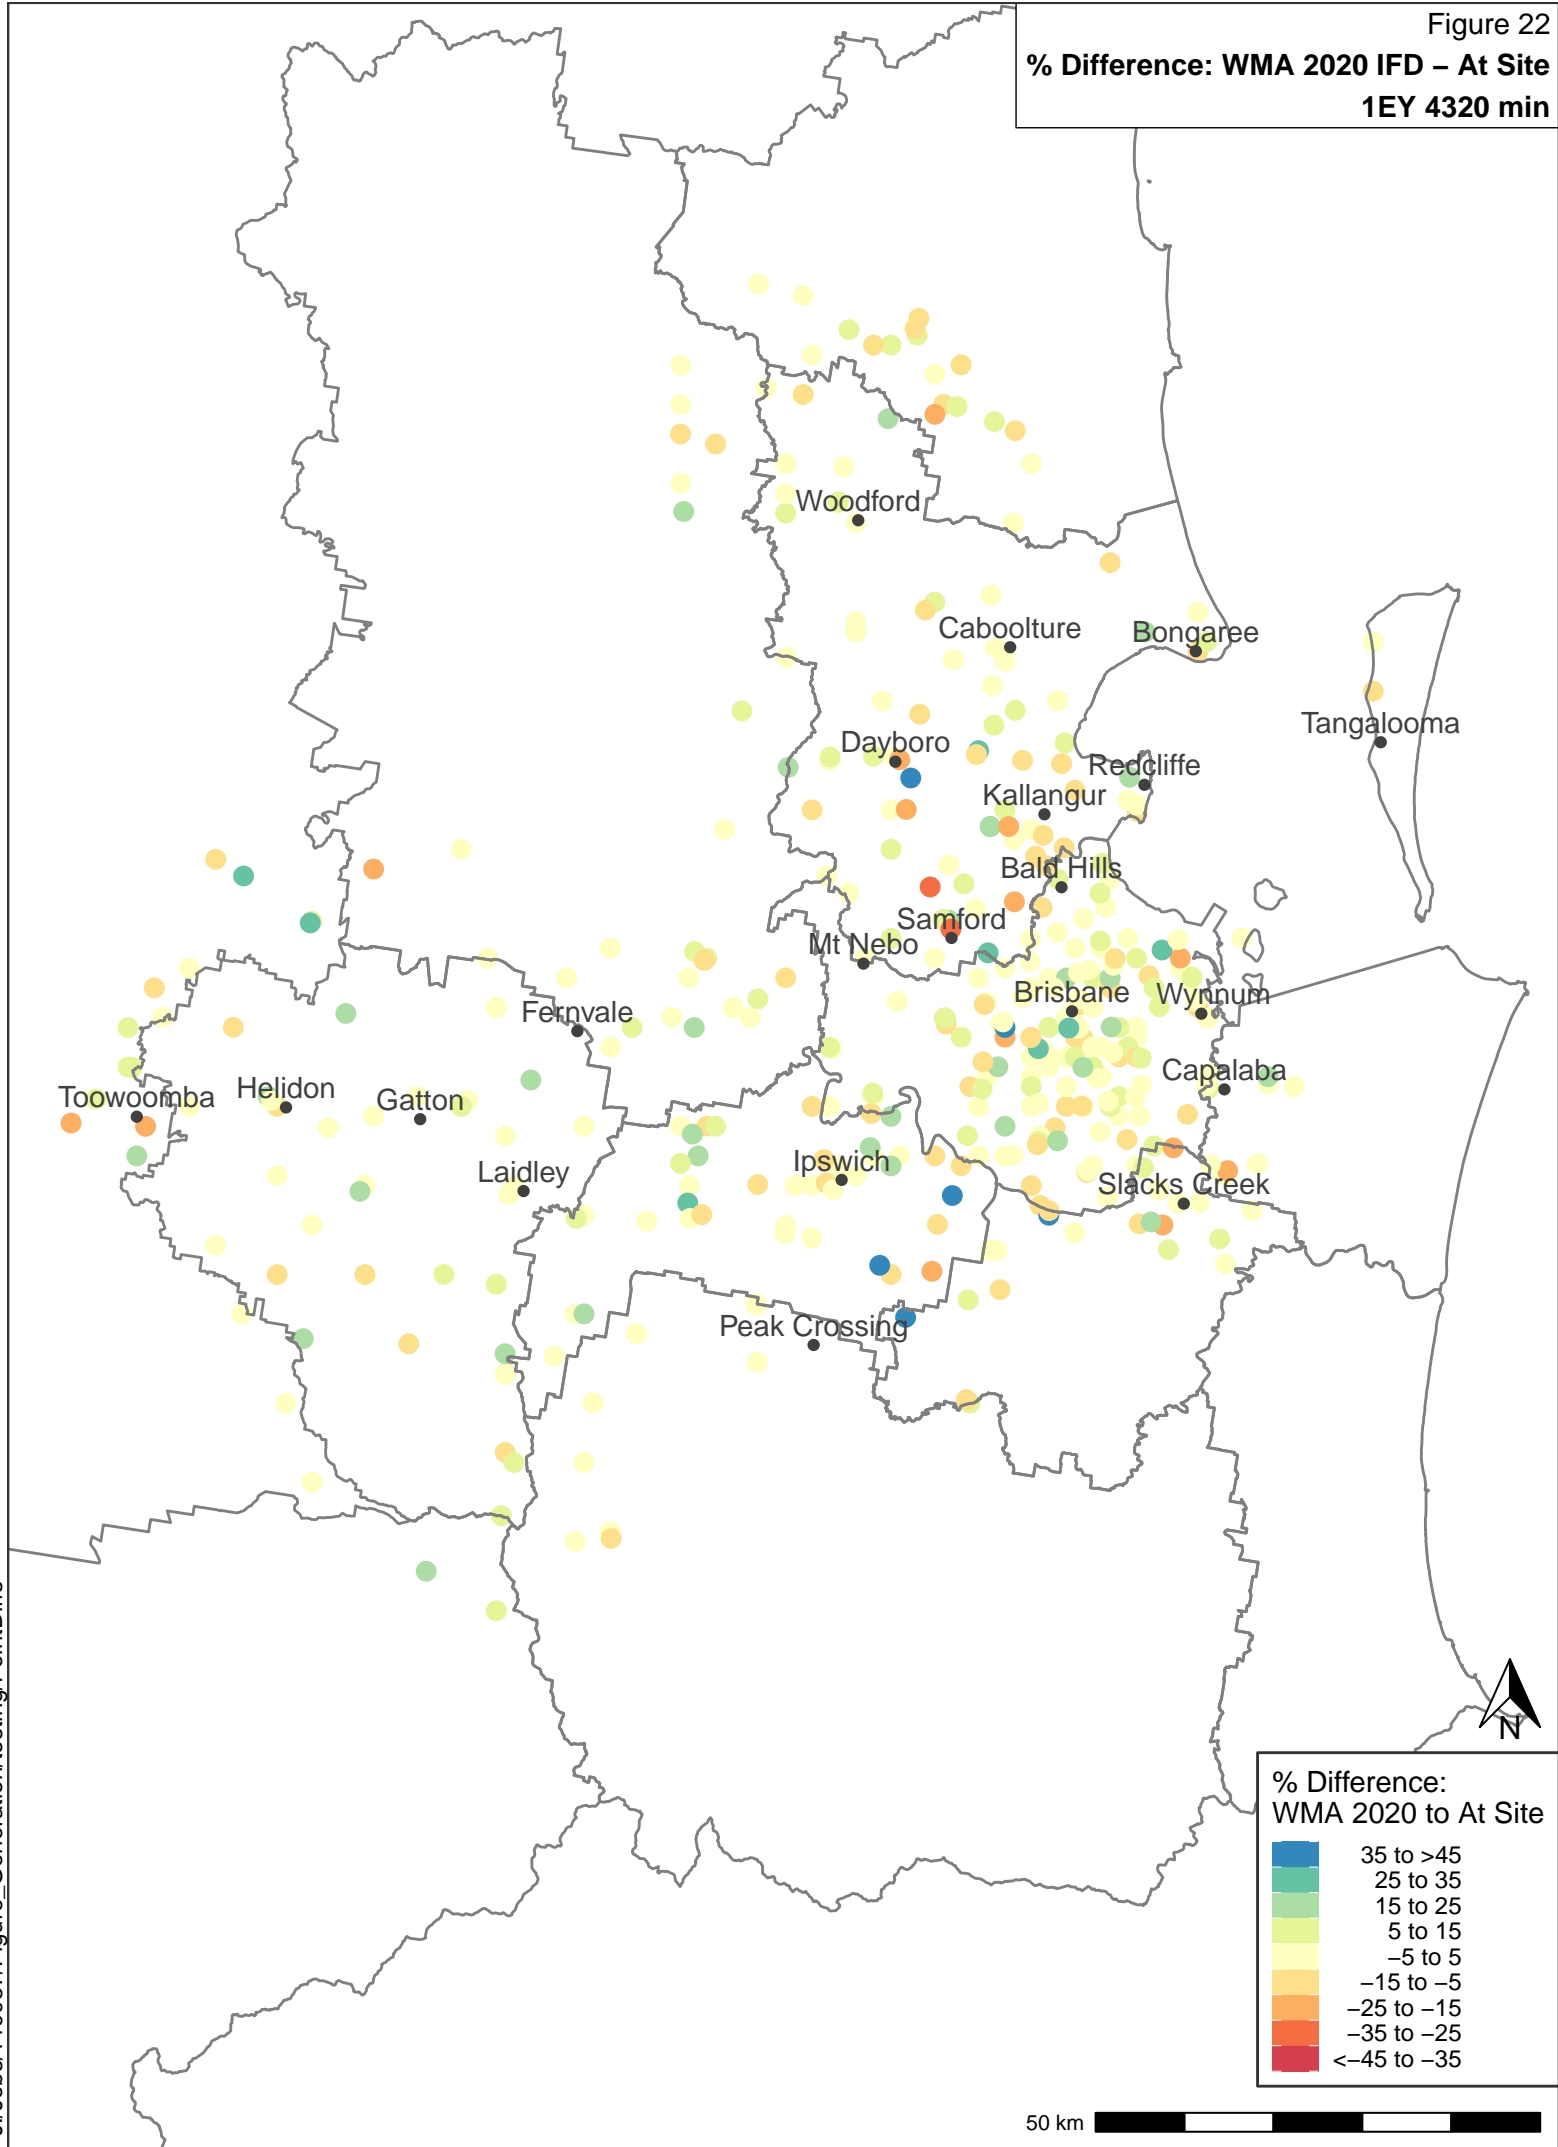 Figure 22
% Difference: WMA 2020 IFD – At Site
1EY 4320 min
Woodford
Caboolture
Bongaree
Tangalooma
Dayboro
Redcliffe
Kallangur
Bald Hills
Samford
Mt Nebo
Brisbane
Wynnum
Fernvale
Capalaba
Toowoomba
Helidon
Gatton
Ipswich
Laidley
Slacks Creek
Peak Crossing
N
% Difference:
WMA 2020 to At Site
35 to >45
25 to 35
15 to 25
5 to 15
–5 to 5
–15 to –5
–25 to –15
–35 to –25
<–45 to –35
50 km